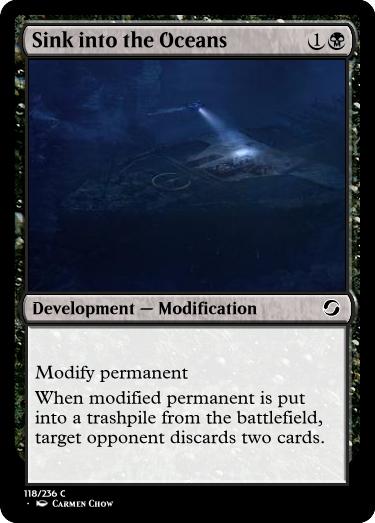 Sink into the Oceans 1
Development — Modification
Modify permanent
When modified permanent is put
into a trashpile from the battlefield,
target opponent discards two cards.
118/236 C
· Carmen Chow